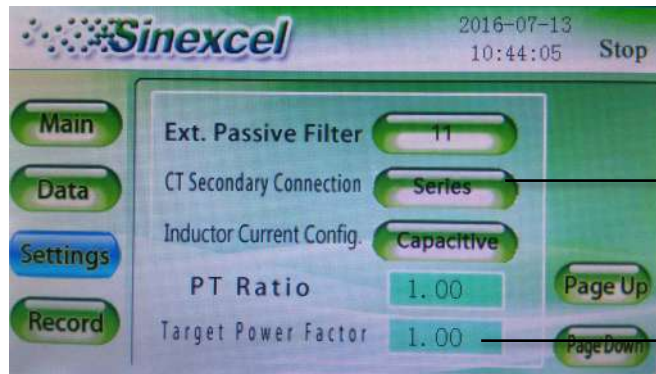 Sinexcel
2016-07-13
10:44:05 Stop
Main
Ext. Passive Filter 11
Data
CT Secondary Connection Series
Settings
Inductor Current Config. Capacitive
PT Ratio 1.00
Page Up
Record
Target Power Factor 1.00
Page Down